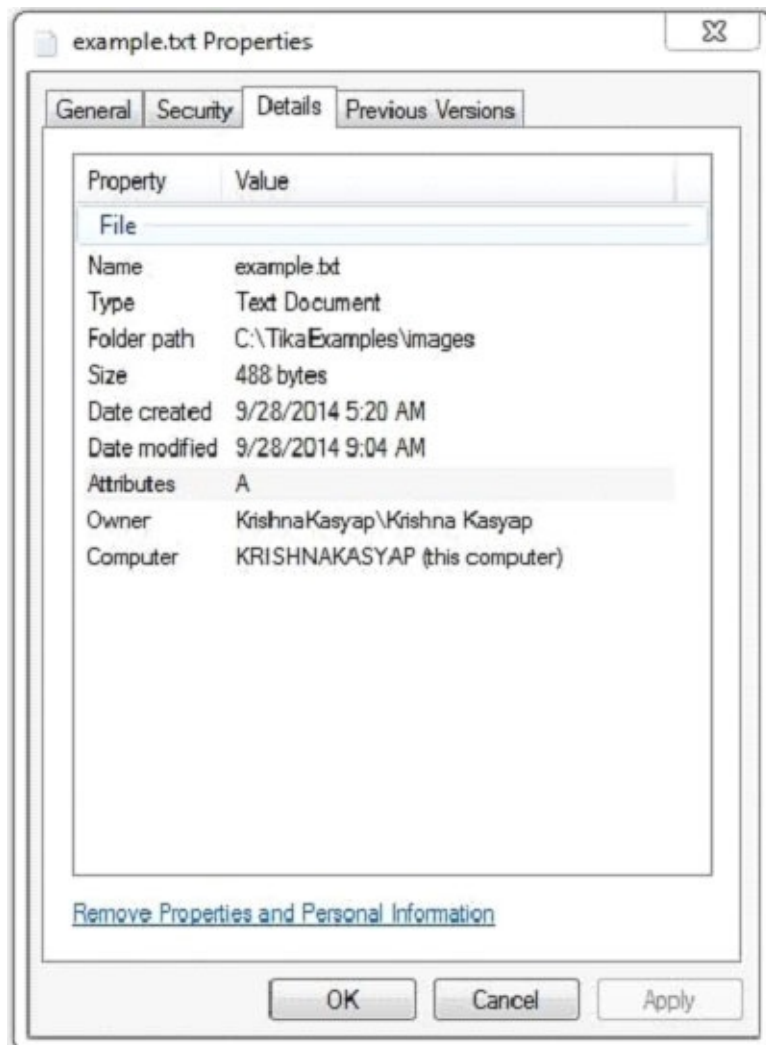 example.txt Properties
General Security Details Previous Versions
Property Value
File
Name example.txt
Type Text Document
Folder path C:\TikaExamples\images
Size 488 bytes
Date created 9/28/2014 5:20 AM
Date modified 9/28/2014 9:04 AM
Attributes A
Owner KrishnaKasyap\Krishna Kasyap
Computer KRISHNAKASYAP (this computer)
Remove Properties and Personal Information
OK Cancel Apply